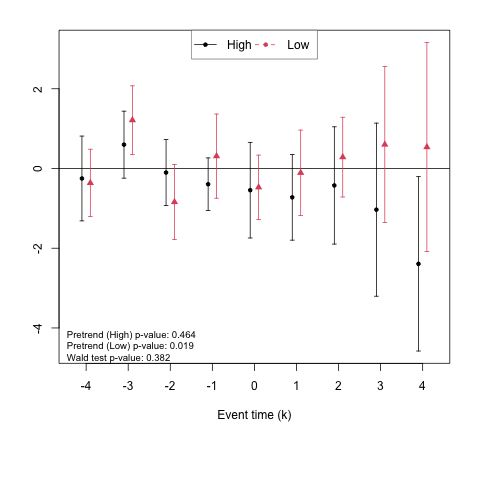 High Low
2
0
-2
-4
Pretrend (High) p-value: 0.464
Pretrend (Low) p-value: 0.019
Wald test p-value: 0.382
-4 -3 -2 -1 0 1 2 3 4
Event time (k)